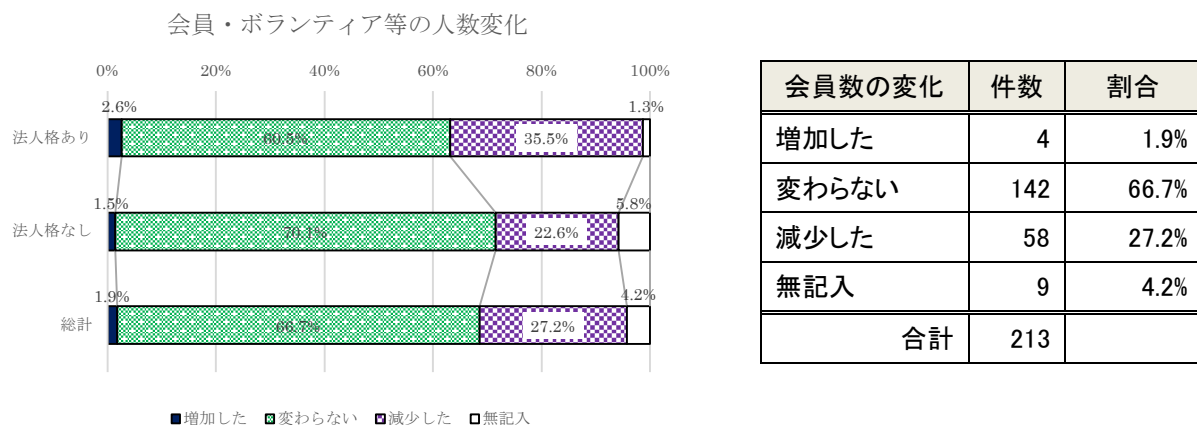 会員・ボランティア等の人数変化
0% 20% 40% 60% 80% 100%
2.6% 1.3%
法人格あり 60.5% 35.5%
1.5% 5.8%
法人格なし 70.1% 22.6%
1.9% 4.2%
総計 66.7% 27.2%
増加した 変わらない 減少した 無記入
会員数の変化 件数 割合
増加した 4 1.9%
変わらない 142 66.7%
減少した 58 27.2%
無記入 9 4.2%
合計 213